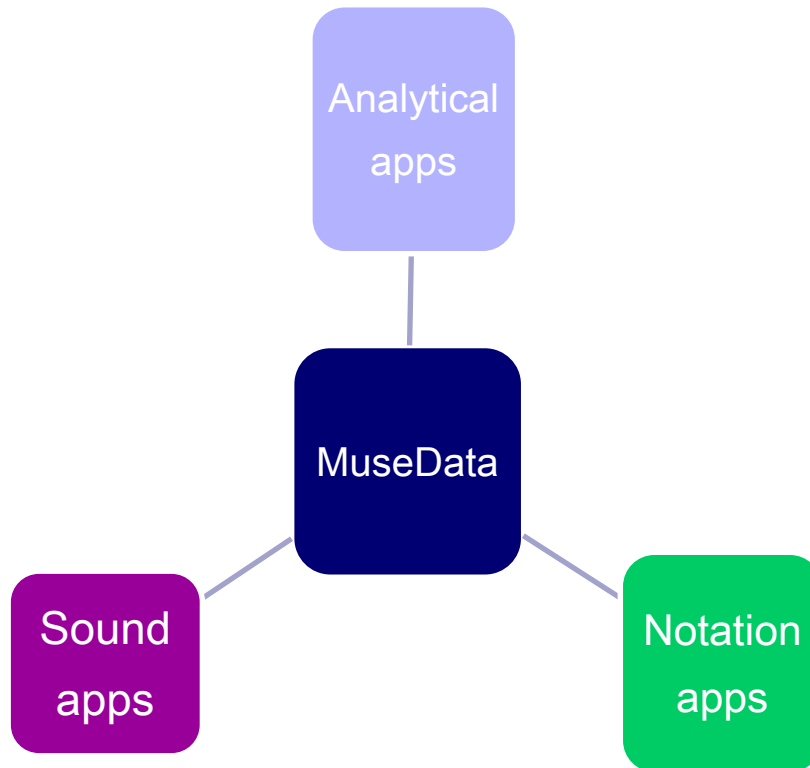 Analytical
apps
MuseData
Sound
apps
Notation
apps